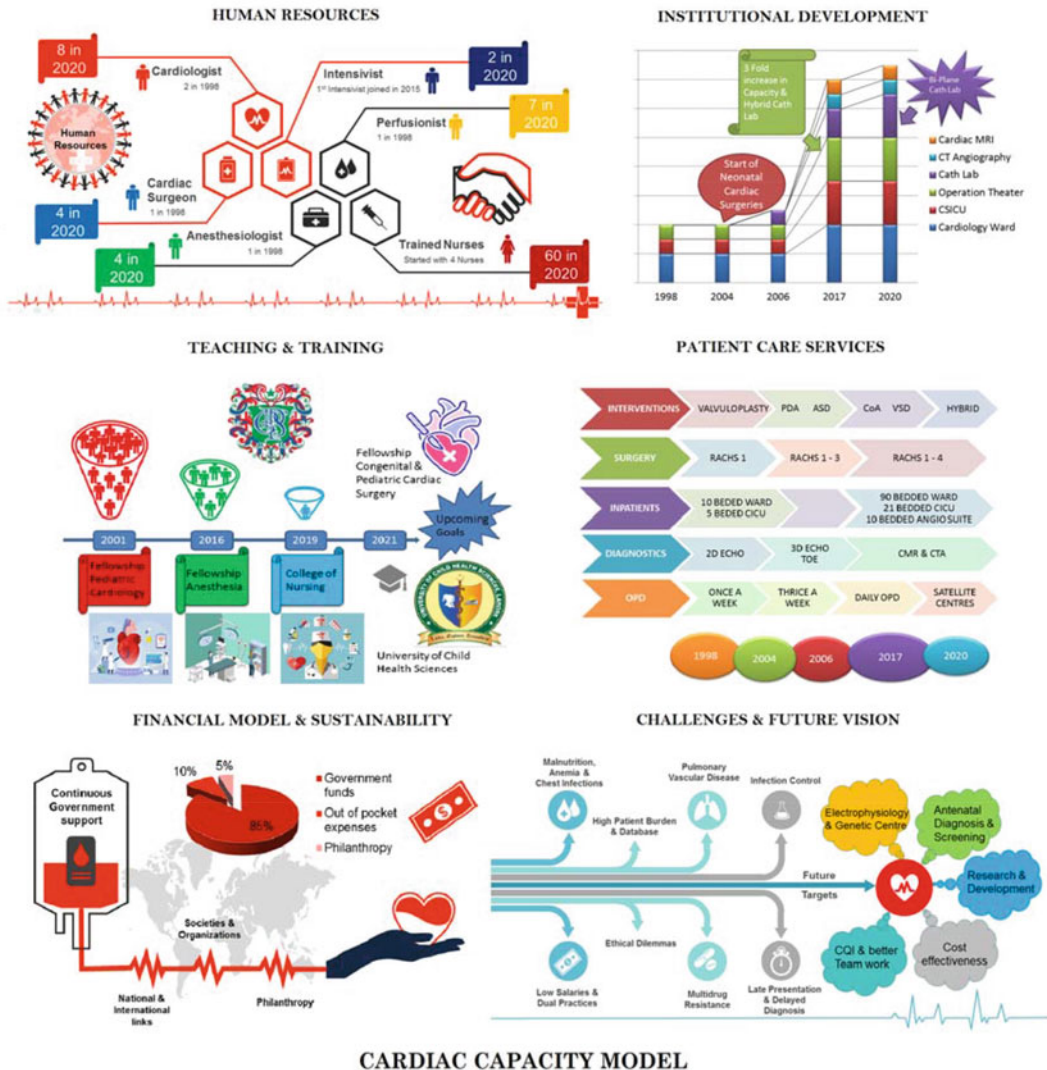 HUMAN RESOURCES
8 in
2020
Cardiologist
2 in 1998
Human
Resources
Cardiac
Surgeon
1 in 1998
4 in
2020
Anesthesiologist
1 in 1998
4 in
2020
Intensivist
1st Intensivist joined in 2015
2 in
2020
Perfusionist
1 in 1998
7 in
2020
Trained Nurses
Started with 4 Nurses
60 in
2020
INSTITUTIONAL DEVELOPMENT
3 Fold
increase in
Capacity &
Hybrid Cath
Lab
Start of
Neonatal
Cardiac
Surgeries
Bi-Plane
Cath Lab
Cardiac MRI
CT Angiography
Cath Lab
Operation Theater
CSICU
Cardiology Ward
1998
2004
2006
2017
2020
TEACHING & TRAINING
Fellowship
Congenital &
Pediatric Cardiac
Surgery
2001
2016
2019
2021
Upcoming
Goals
Fellowship
Pediatric
Cardiology
Fellowship
Anesthesia
College of
Nursing
University of Child
Health Sciences
PATIENT CARE SERVICES
INTERVENTIONS VALVULOPLASTY PDA ASD CoA VSD HYBRID
SURGERY RACHS 1 RACHS 1 - 3 RACHS 1 - 4
INPATIENTS
10 BEDED WARD
5 BEDED CICU
90 BEDDED WARD
21 BEDDED CICU
10 BEDDED ANGIO SUITE
DIAGNOSTICS
2D ECHO
3D ECHO
TOE
CMR & CTA
OPD
ONCE A
WEEK
THRICE A
WEEK
DAILY OPD
SATELLITE
CENTRES
1998
2004
2006
2017
2020
FINANCIAL MODEL & SUSTAINABILITY
Continuous
Government
support
10%
5%
85%
Government
funds
Out of pocket
expenses
Philanthropy
Societies &
Organizations
National &
International
links
Philanthropy
CHALLENGES & FUTURE VISION
Malnutrition,
Anemia &
Chest Infections
High Patient Burden
& Database
Pulmonary
Vascular Disease
Infection Control
Future
Targets
Low Salaries &
Dual Practices
Ethical Dilemmas
Multidrug
Resistance
Late Presentation
& Delayed
Diagnosis
Electrophysiology
& Genetic Centre
Antenatal
Diagnosis &
Screening
Research &
Development
Cost
effectiveness
CQI & better
Team work
CARDIAC CAPACITY MODEL